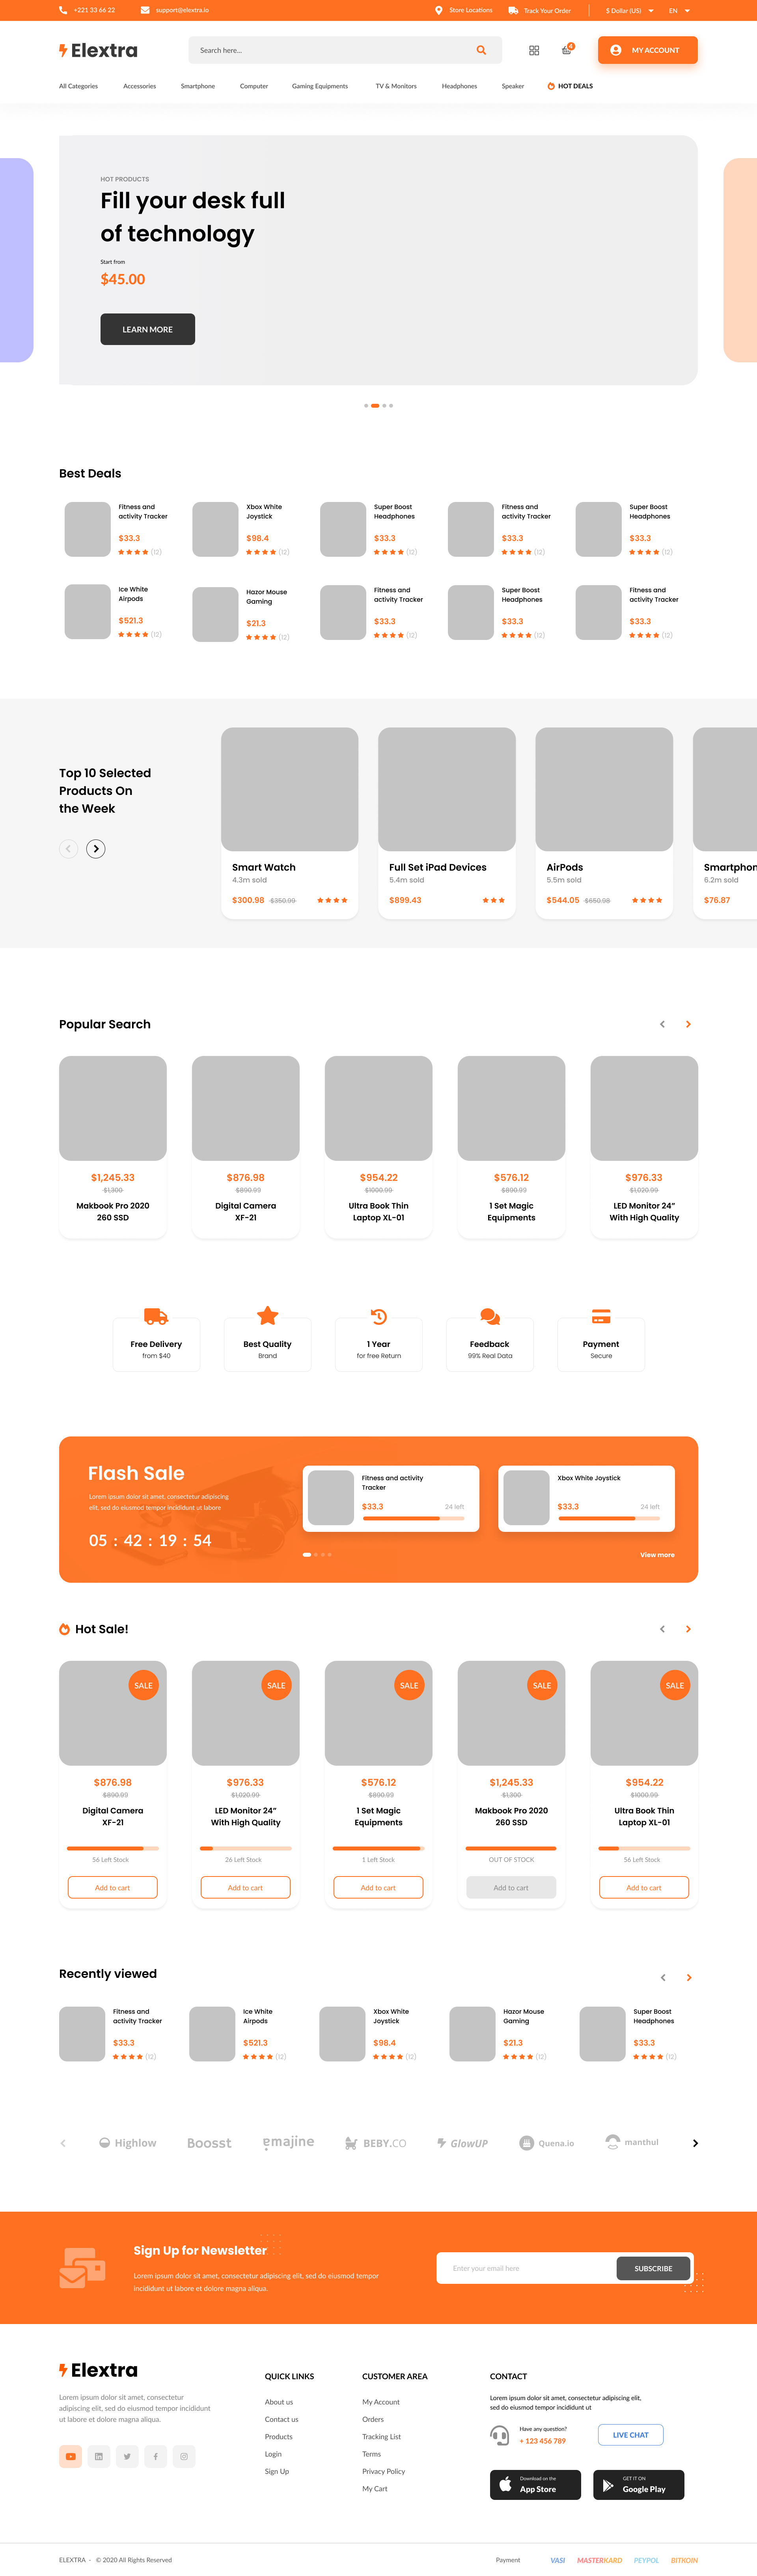 +221 33 66 22
support@elextra.io
Store Locations
Track Your Order
$ Dollar (US)
EN
Elextra
Search here...
4
MY ACCOUNT
All Categories
Accessories
Smartphone
Computer
Gaming Equipments
TV & Monitors
Headphones
Speaker
HOT DEALS
HOT PRODUCTS
Fill your desk full
of technology
Start from
$45.00
LEARN MORE
Best Deals
Fitness and
activity Tracker
$33.3
(12)
Xbox White
Joystick
$98.4
(12)
Super Boost
Headphones
$33.3
(12)
Fitness and
activity Tracker
$33.3
(12)
Super Boost
Headphones
$33.3
(12)
Ice White
Airpods
$521.3
(12)
Hazor Mouse
Gaming
$21.3
(12)
Fitness and
activity Tracker
$33.3
(12)
Super Boost
Headphones
$33.3
(12)
Fitness and
activity Tracker
$33.3
(12)
Top 10 Selected
Products On
the Week
Smart Watch
4.3m sold
$300.98 $350.99
Full Set iPad Devices
5.4m sold
$899.43
AirPods
5.5m sold
$544.05 $650.98
Smartphon
6.2m sold
$76.87
Popular Search
$1,245.33
$1,300
Makbook Pro 2020
260 SSD
$876.98
$890.99
Digital Camera
XF-21
$954.22
$1000.99
Ultra Book Thin
Laptop XL-01
$576.12
$890.99
1 Set Magic
Equipments
$976.33
$1,020.99
LED Monitor 24"
With High Quality
Free Delivery
from $40
Best Quality
Brand
1 Year
for free Return
Feedback
99% Real Data
Payment
Secure
Flash Sale
Lorem ipsum dolor sit amet, consectetur adipiscing
elit, sed do eiusmod tempor incididunt ut labore
05 : 42 : 19 : 54
Fitness and activity
Tracker
$33.3
24 left
Xbox White Joystick
$33.3
24 left
View more
Hot Sale!
SALE
$876.98
$890.99
Digital Camera
XF-21
56 Left Stock
Add to cart
SALE
$976.33
$1,020.99
LED Monitor 24"
With High Quality
26 Left Stock
Add to cart
SALE
$576.12
$890.99
1 Set Magic
Equipments
1 Left Stock
Add to cart
SALE
$1,245.33
$1,300
Makbook Pro 2020
260 SSD
OUT OF STOCK
Add to cart
SALE
$954.22
$1000.99
Ultra Book Thin
Laptop XL-01
56 Left Stock
Add to cart
Recently viewed
Fitness and
activity Tracker
$33.3
(12)
Ice White
Airpods
$521.3
(12)
Xbox White
Joystick
$98.4
(12)
Hazor Mouse
Gaming
$21.3
(12)
Super Boost
Headphones
$33.3
(12)
Highlow
Boosst
emajine
BEBY.CO
GlowUP
Quena.io
manthul
Sign Up for Newsletter
Lorem ipsum dolor sit amet, consectetur adipiscing elit, sed do eiusmod tempor
incididunt ut labore et dolore magna aliqua.
Enter your email here
SUBSCRIBE
Elextra
Lorem ipsum dolor sit amet, consectetur
adipiscing elit, sed do eiusmod tempor incididunt
ut labore et dolore magna aliqua.
QUICK LINKS
About us
Contact us
Products
Login
Sign Up
CUSTOMER AREA
My Account
Orders
Tracking List
Terms
Privacy Policy
My Cart
CONTACT
Lorem ipsum dolor sit amet, consectetur adipiscing elit,
sed do eiusmod tempor incididunt ut
Have any question?
+ 123 456 789
LIVE CHAT
Download on the
App Store
GET IT ON
Google Play
ELEXTRA - © 2020 All Rights Reserved
Payment
VASI
MASTERKARD
PEYPOL
BITKOIN